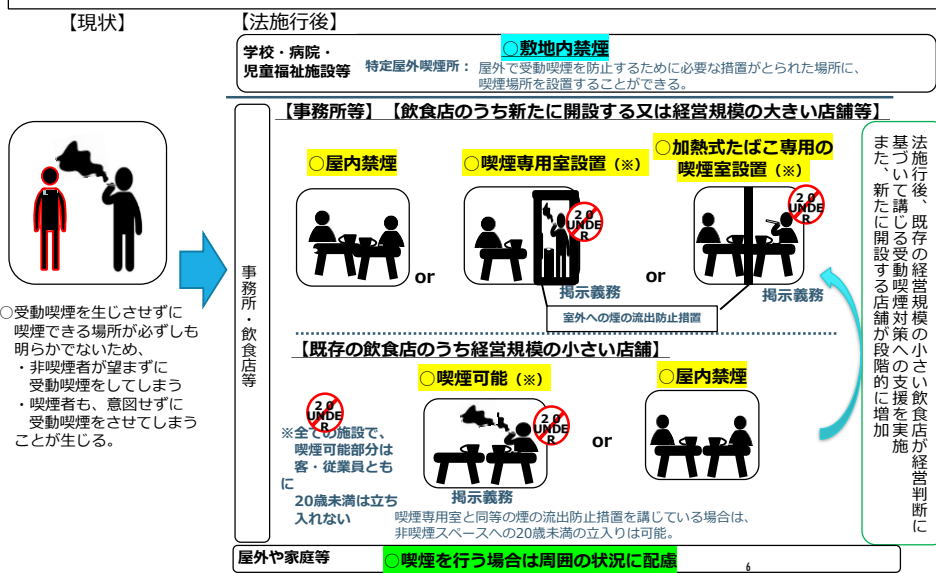 【現状】
【法施行後】
学校・病院・
児童福祉施設等
○敷地内禁煙
特定屋外喫煙所：
屋外で受動喫煙を防止するために必要な措置がとられた場所に、
喫煙場所を設置することができる。
○受動喫煙を生じさせずに
喫煙できる場所が必ずしも
明らかでないため、
・非喫煙者が望まずに
受動喫煙をしてしまう
・喫煙者も、意図せずに
受動喫煙をさせてしまう
ことが生じる。
事務所・飲食店等
【事務所等】【飲食店のうち新たに開設する又は経営規模の大きい店舗等】
○屋内禁煙
or
○喫煙専用室設置（※）
20
UNDE
R
掲示義務
or
○加熱式たばこ専用の
喫煙室設置（※）
20
UNDE
R
掲示義務
室外への煙の流出防止措置
【既存の飲食店のうち経営規模の小さい店舗】
20
UNDE
R
※全ての施設で、
喫煙可能部分は
客・従業員とも
に
20歳未満は立ち
入れない
○喫煙可能（※）
20
UNDE
R
掲示義務
or
○屋内禁煙
喫煙専用室と同等の煙の流出防止措置を講じている場合は、
非喫煙スペースへの20歳未満の立入りは可能。
法施行後、既存の経営規模の小さい飲食店が経営判断に
基づいて講じる受動喫煙対策への支援を実施
また、新たに開設する店舗が段階的に増加
屋外や家庭等
○喫煙を行う場合は周囲の状況に配慮
6